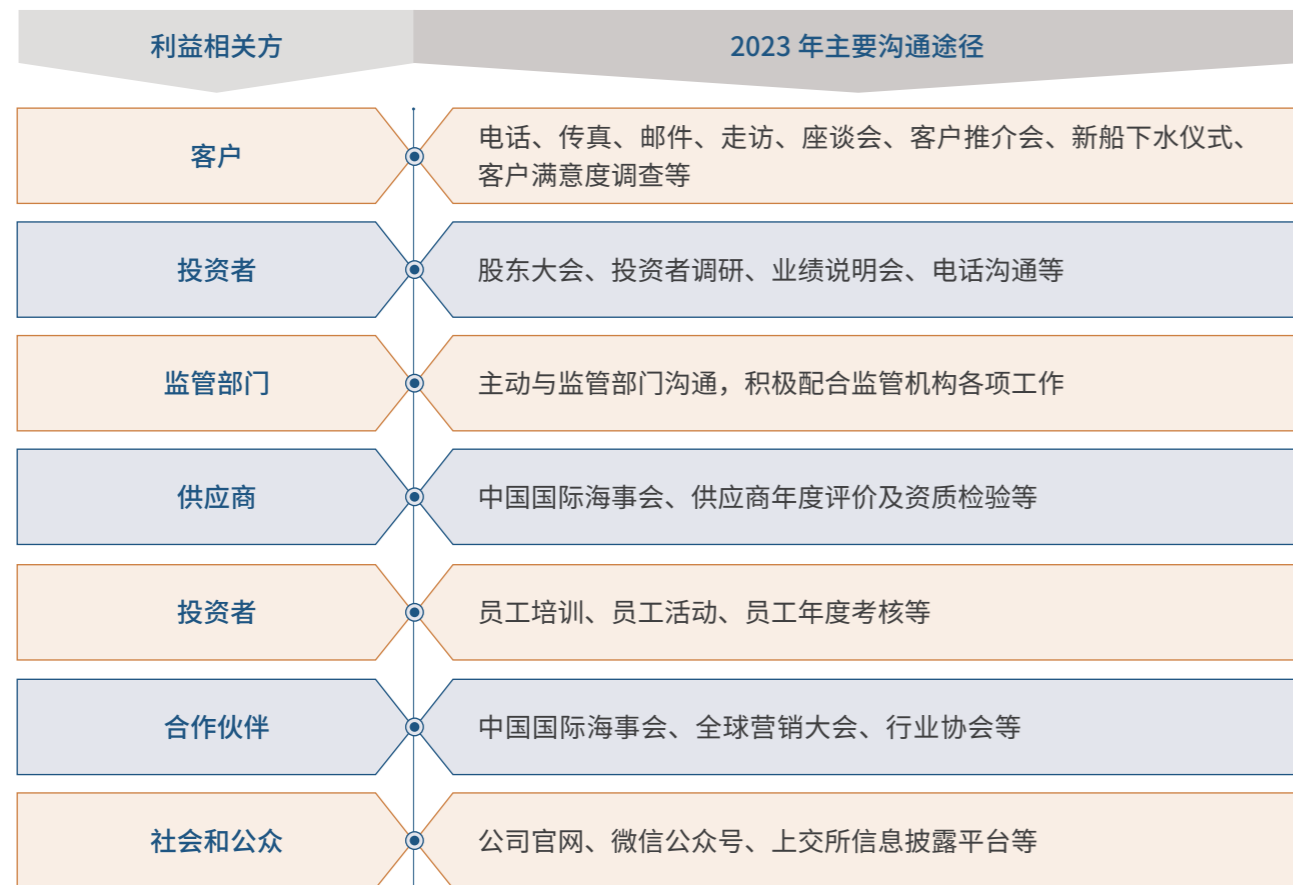 利益相关方
2023 年主要沟通途径
客户
电话、传真、邮件、走访、座谈会、客户推介会、新船下水仪式、
客户满意度调查等
投资者
股东大会、投资者调研、业绩说明会、电话沟通等
监管部门
主动与监管部门沟通，积极配合监管机构各项工作
供应商
中国国际海事会、供应商年度评价及资质检验等
投资者
员工培训、员工活动、员工年度考核等
合作伙伴
中国国际海事会、全球营销大会、行业协会等
社会和公众
公司官网、微信公众号、上交所信息披露平台等